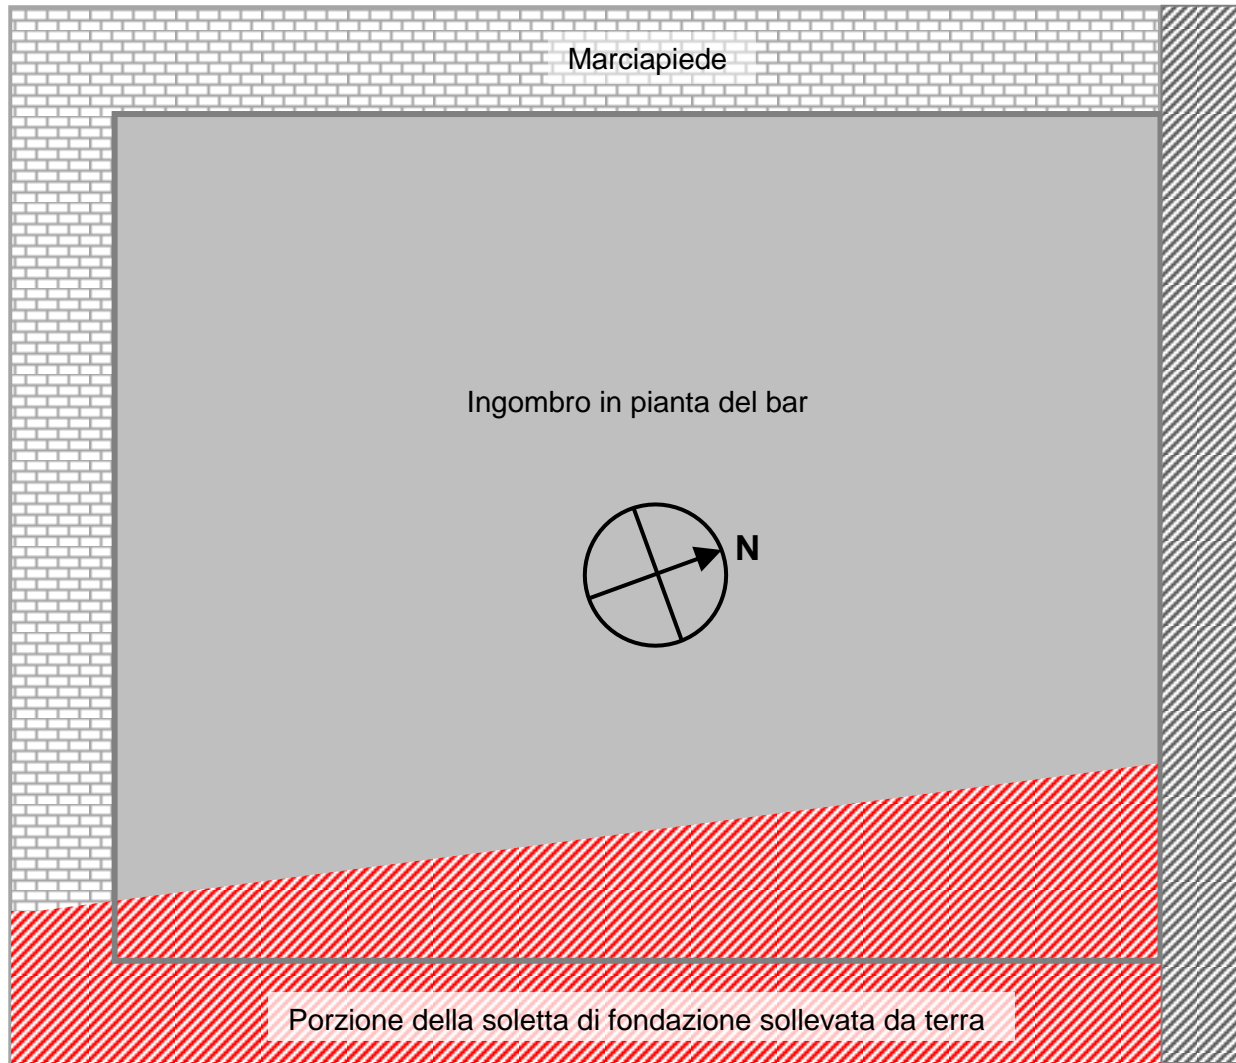 Marciapiede
Ingombro in pianta del bar
N
Porzione della soletta di fondazione sollevata da terra